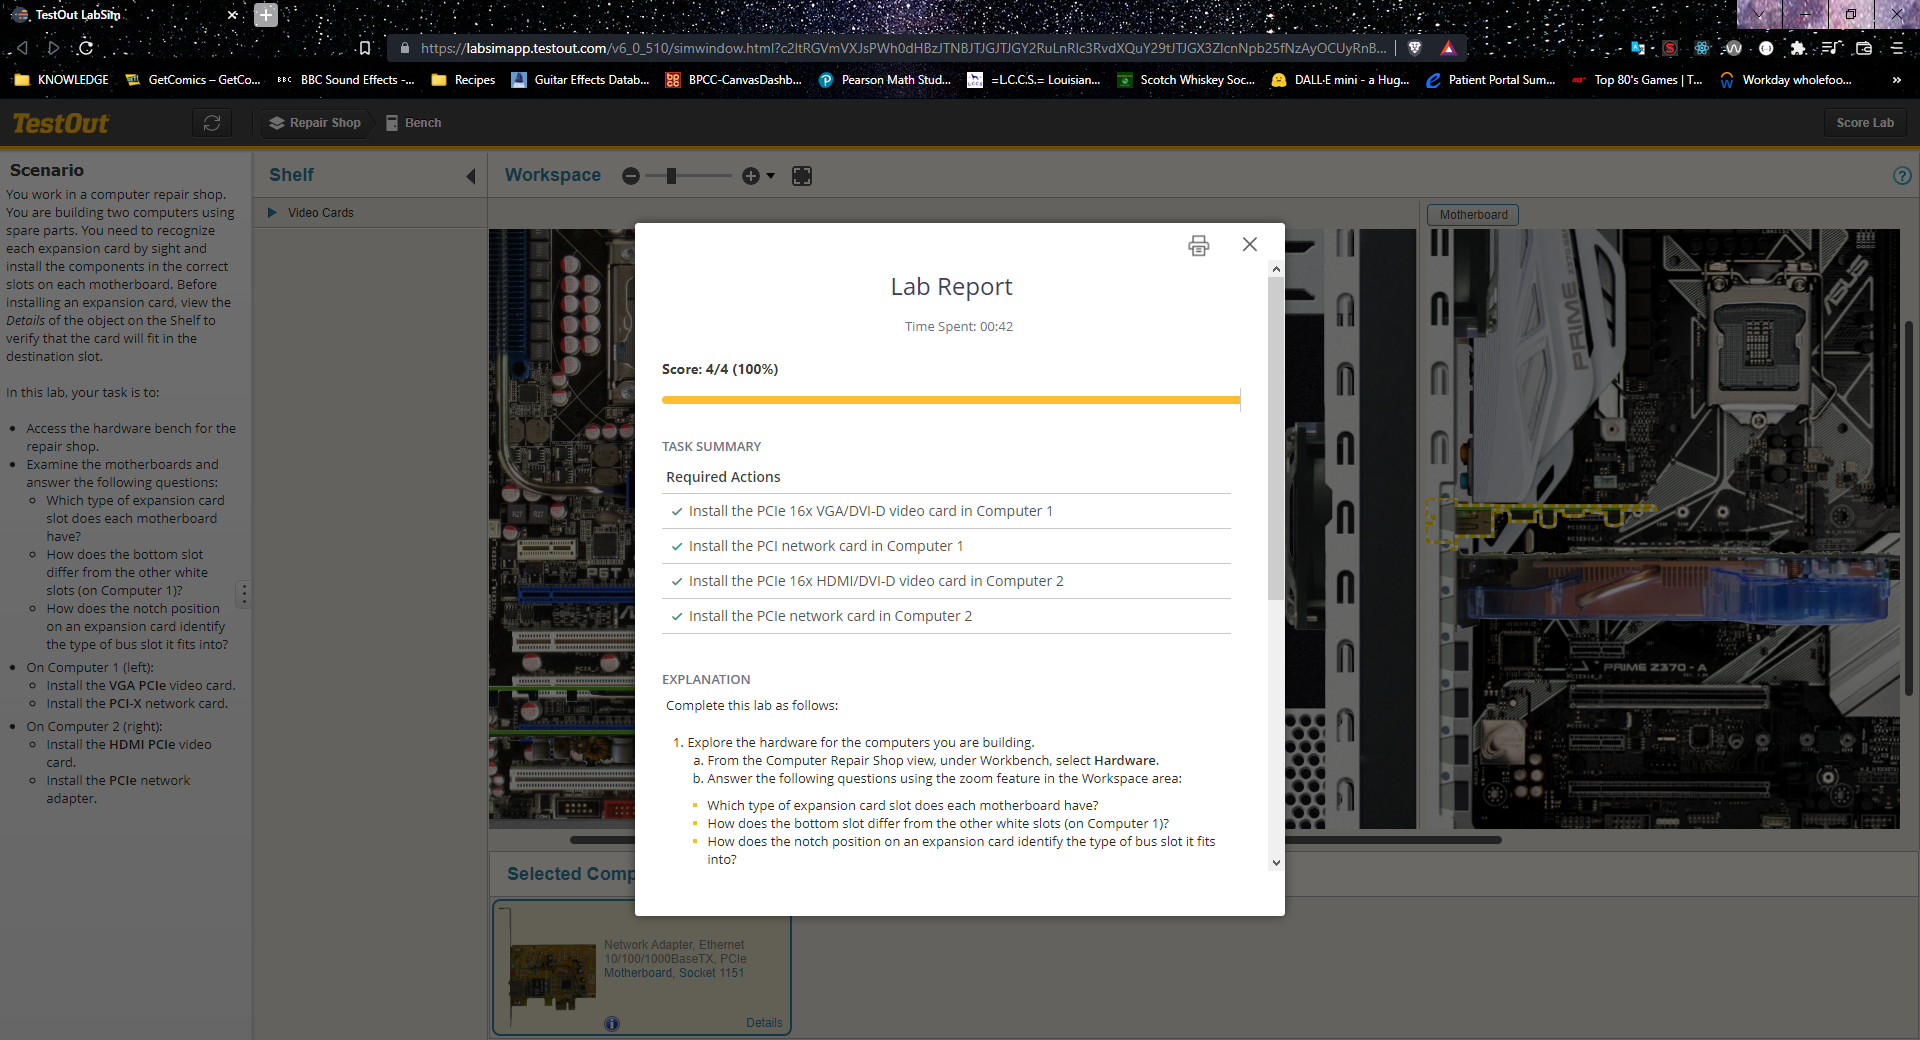 TestOut LabSim
https://labsimapp.testout.com/v6_0_510/simwindow.html?c2ltRGVmVXJsPWh0dHBzJTNBJTJGJTJGY2RuLnRlc3RvdXQuY29tJTJGX3ZlcnNpb25fNzAyOCUyRnB...
KNOWLEDGE
GetComics – GetCo...
BBC
BBC Sound Effects -...
Recipes
Guitar Effects Datab...
BPCC-CanvasDashb...
Pearson Math Stud...
=L.C.C.S.= Louisian...
Scotch Whiskey Soc...
DALL·E mini - a Hug...
Patient Portal Sum...
Top 80's Games | T...
Workday wholefoo...
»
TestOut
Repair Shop
Bench
Score Lab
Scenario
You work in a computer repair shop.
You are building two computers using
spare parts. You need to recognize
each expansion card by sight and
install the components in the correct
slots on each motherboard. Before
installing an expansion card, view the
Details of the object on the Shelf to
verify that the card will fit in the
destination slot.
In this lab, your task is to:
• Access the hardware bench for the
repair shop.
• Examine the motherboards and
answer the following questions:
○ Which type of expansion card
slot does each motherboard
have?
○ How does the bottom slot
differ from the other white
slots (on Computer 1)?
○ How does the notch position
on an expansion card identify
the type of bus slot it fits into?
• On Computer 1 (left):
○ Install the VGA PCIe video card.
○ Install the PCI-X network card.
• On Computer 2 (right):
○ Install the HDMI PCIe video
card.
○ Install the PCIe network
adapter.
Shelf
Video Cards
Workspace
?
Motherboard
PRIME
ASUS
PRIME Z370-A
Lab Report
Time Spent: 00:42
Score: 4/4 (100%)
TASK SUMMARY
Required Actions
✓ Install the PCIe 16x VGA/DVI-D video card in Computer 1
✓ Install the PCI network card in Computer 1
✓ Install the PCIe 16x HDMI/DVI-D video card in Computer 2
✓ Install the PCIe network card in Computer 2
EXPLANATION
Complete this lab as follows:
1. Explore the hardware for the computers you are building.
a. From the Computer Repair Shop view, under Workbench, select Hardware.
b. Answer the following questions using the zoom feature in the Workspace area:
Which type of expansion card slot does each motherboard have?
How does the bottom slot differ from the other white slots (on Computer 1)?
How does the notch position on an expansion card identify the type of bus slot it fits
into?
Selected Comp
Network Adapter, Ethernet
10/100/1000BaseTX, PCIe
Motherboard, Socket 1151
Details